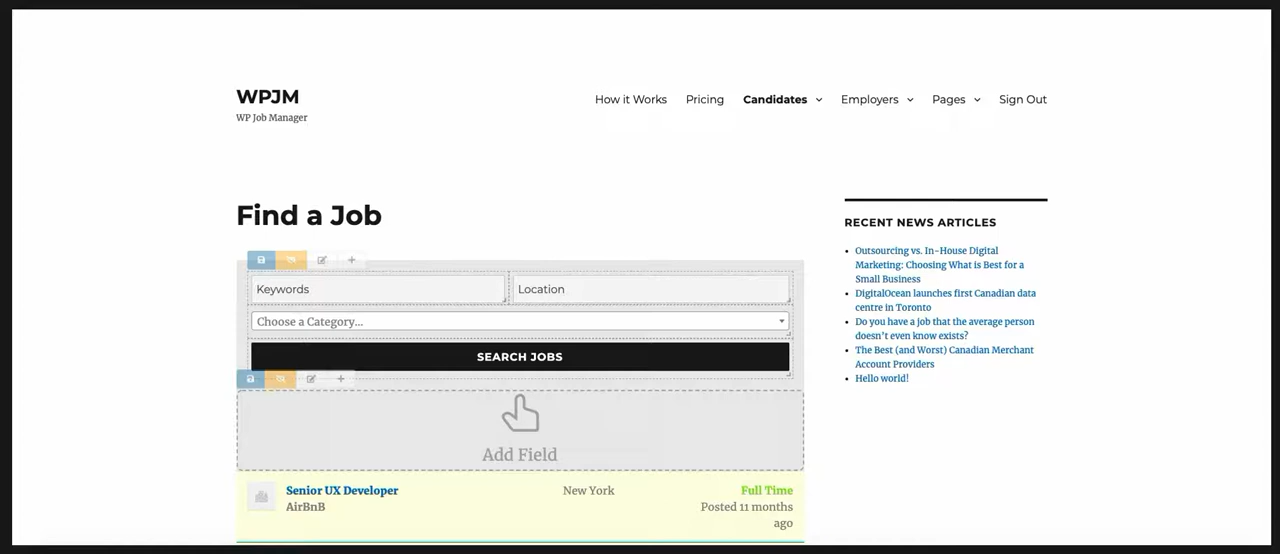 WPJM
WP Job Manager
How it Works Pricing Candidates Employers Pages Sign Out
Find a Job
Keywords Location
Choose a Category...
SEARCH JOBS
Add Field
Senior UX Developer New York Full Time
AirBnB Posted 11 months
ago
RECENT NEWS ARTICLES
Outsourcing vs. In-House Digital
Marketing: Choosing What is Best for a
Small Business
DigitalOcean launches first Canadian data
centre in Toronto
Do you have a job that the average person
doesn't even know exists?
The Best (and Worst) Canadian Merchant
Account Providers
Hello world!